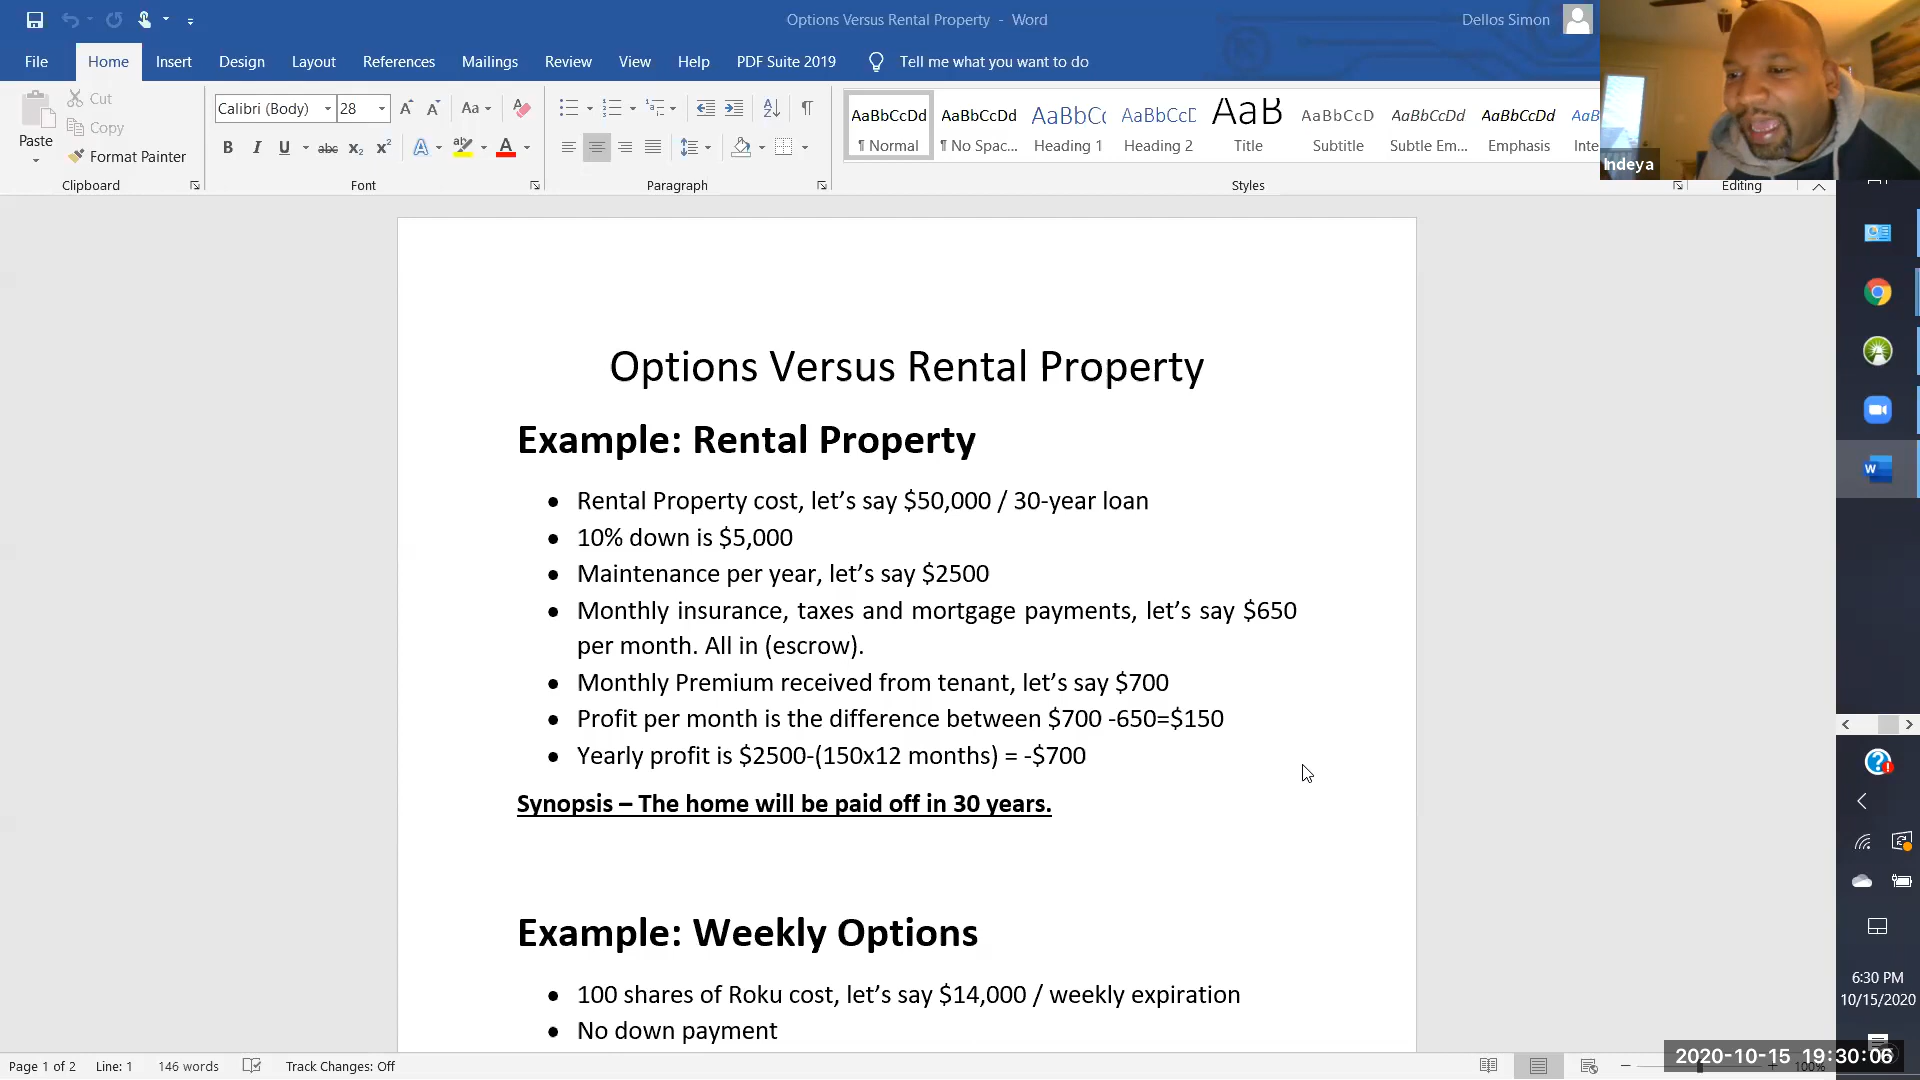 Options Versus Rental Property - Word
Dellos Simon
File Home Insert Design Layout References Mailings Review View Help PDF Suite 2019 Tell me what you want to do
Paste
Cut
Copy
Format Painter
Clipboard
Calibri (Body) 28
Font
Paragraph
AaBbCcDd AaBbCcDd AaBbCc AaBbCcD AaB AaBbCcD AaBbCcDd AaBbCcDd AaBb
¶ Normal ¶ No Spac... Heading 1 Heading 2 Title Subtitle Subtle Em... Emphasis Inte
Styles
Editing
Indeya
Options Versus Rental Property
Example: Rental Property
• Rental Property cost, let’s say $50,000 / 30-year loan
• 10% down is $5,000
• Maintenance per year, let’s say $2500
• Monthly insurance, taxes and mortgage payments, let’s say $650
per month. All in (escrow).
• Monthly Premium received from tenant, let’s say $700
• Profit per month is the difference between $700 -650=$150
• Yearly profit is $2500-(150x12 months) = -$700
Synopsis – The home will be paid off in 30 years.
Example: Weekly Options
• 100 shares of Roku cost, let’s say $14,000 / weekly expiration
• No down payment
6:30 PM
10/15/2020
Page 1 of 2 Line: 1 146 words Track Changes: Off
100%
2020-10-15 19:30:06